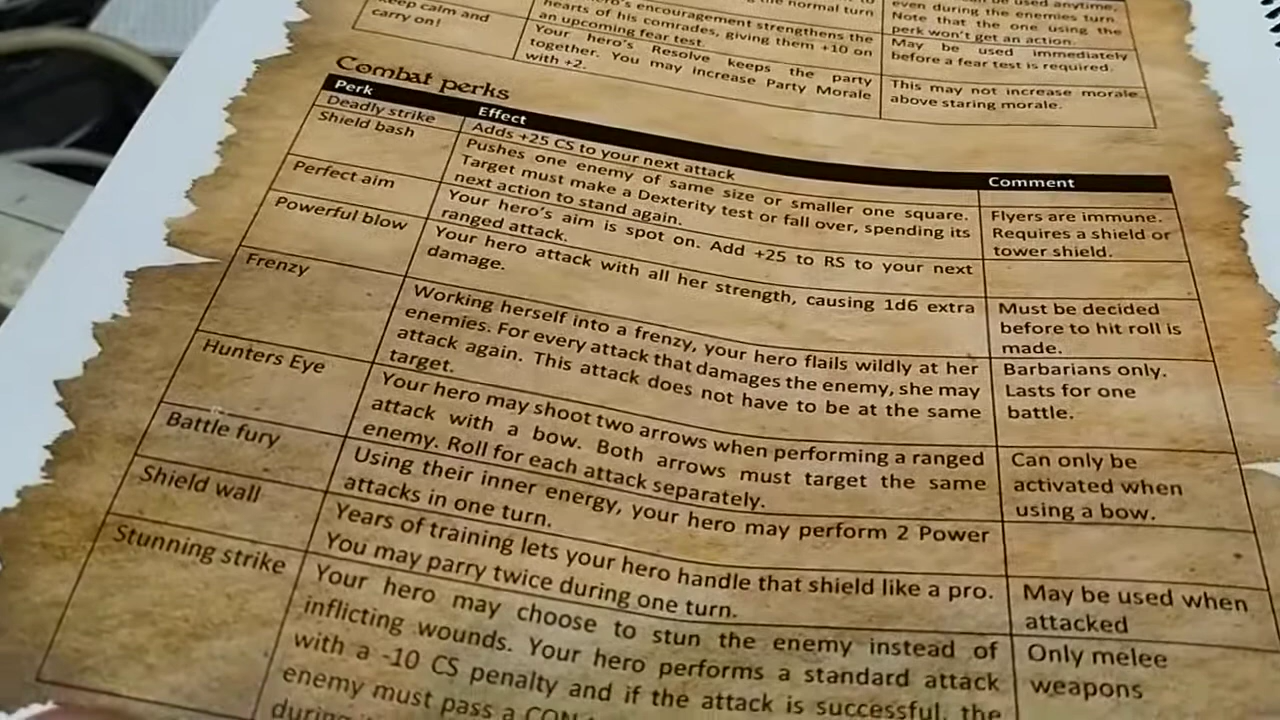 the normal turn
hero's encouragement strengthens the
hearts of his comrades, giving them +10 on
an upcoming fear test.
be used anytime,
even during the enemies turn.
Note that the one using the
perk won't get an action.
May be used immediately
before a fear test is required.
keep calm and
carry on!
Your hero's Resolve keeps the party
together. You may increase Party Morale
with +2.
This may not increase morale
above staring morale.
Combat perks
Perk
Effect
Comment
Deadly strike
Adds +25 CS to your next attack
Shield bash
Pushes one enemy of same size or smaller one square.
Target must make a Dexterity test or fall over, spending its
next action to stand again.
Flyers are immune.
Requires a shield or
tower shield.
Perfect aim
Your hero's aim is spot on. Add +25 to RS to your next
ranged attack.
Powerful blow
Your hero attack with all her strength, causing 1d6 extra
damage.
Must be decided
before to hit roll is
made.
Frenzy
Working herself into a frenzy, your hero flails wildly at her
enemies. For every attack that damages the enemy, she may
attack again. This attack does not have to be at the same
target.
Barbarians only.
Lasts for one
battle.
Hunters Eye
Your hero may shoot two arrows when performing a ranged
attack with a bow. Both arrows must target the same
enemy. Roll for each attack separately.
Can only be
activated when
using a bow.
Battle fury
Using their inner energy, your hero may perform 2 Power
attacks in one turn.
Shield wall
Years of training lets your hero handle that shield like a pro.
You may parry twice during one turn.
May be used when
attacked
Stunning strike
Your hero may choose to stun the enemy instead of
inflicting wounds. Your hero performs a standard attack
with a -10 CS penalty and if the attack is successful, the
enemy must pass a CON
during
Only melee
weapons